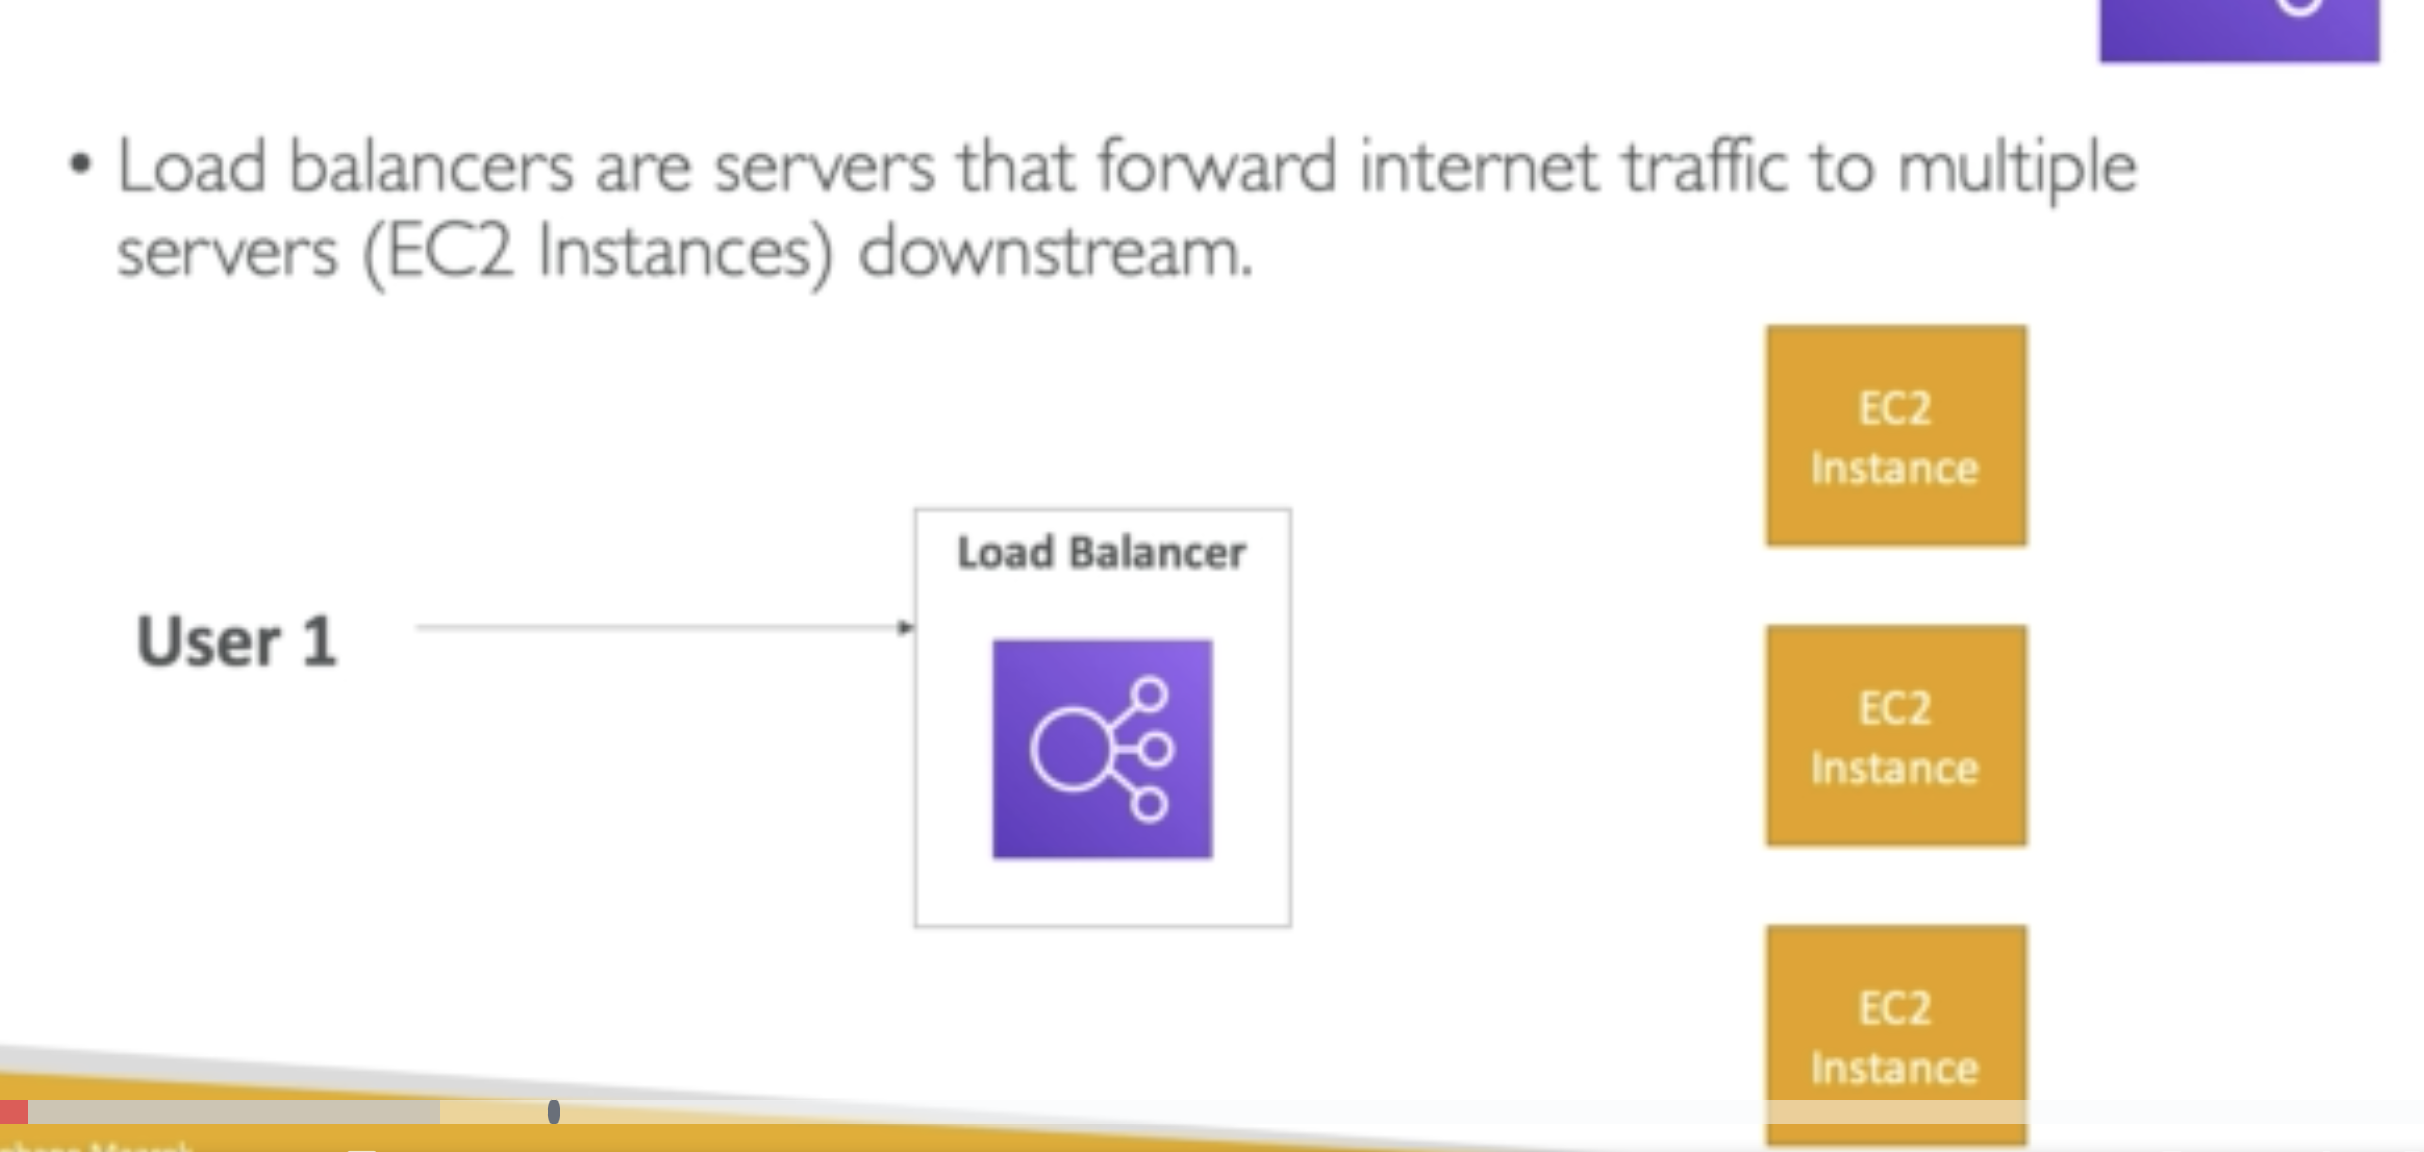 • Load balancers are servers that forward internet traffic to multiple
servers (EC2 Instances) downstream.
EC2
Instance
Load Balancer
User 1
EC2
Instance
EC2
Instance